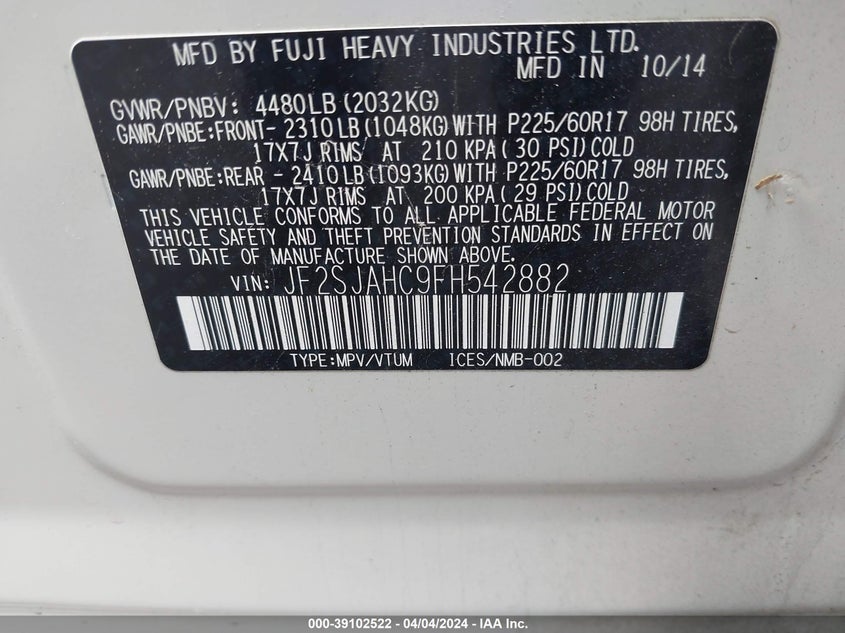 MFD BY FUJI HEAVY INDUSTRIES LTD.
MFD IN 10/14
GVWR/PNBV: 4480LB (2032KG)
GAWR/PNBE:FRONT- 2310LB (1048KG) WITH P225/60R17 98H TIRES,
17X7J RIMS AT 210 KPA ( 30 PSI) COLD
GAWR/PNBE:REAR - 2410LB (1093KG) WITH P225/60R17 98H TIRES,
17X7J RIMS AT 200 KPA ( 29 PSI) COLD
THIS VEHICLE CONFORMS TO ALL APPLICABLE FEDERAL MOTOR
VEHICLE SAFETY AND THEFT PREVENTION STANDARDS IN EFFECT ON
THE DATE OF MANUFACTURE SHOWN ABOVE.
VIN: JF2SJAHC9FH542882
TYPE:MPV/VTUM ICES/NMB-002
000-39102522 - 04/04/2024 - IAA Inc.